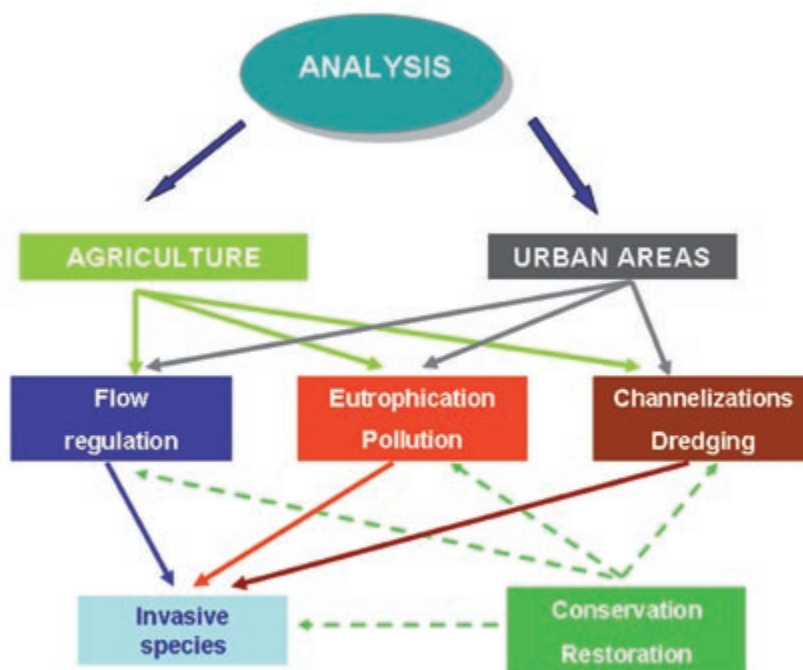 ANALYSIS
AGRICULTURE
URBAN AREAS
Flow
regulation
Eutrophication
Pollution
Channelizations
Dredging
Invasive
species
Conservation
Restoration